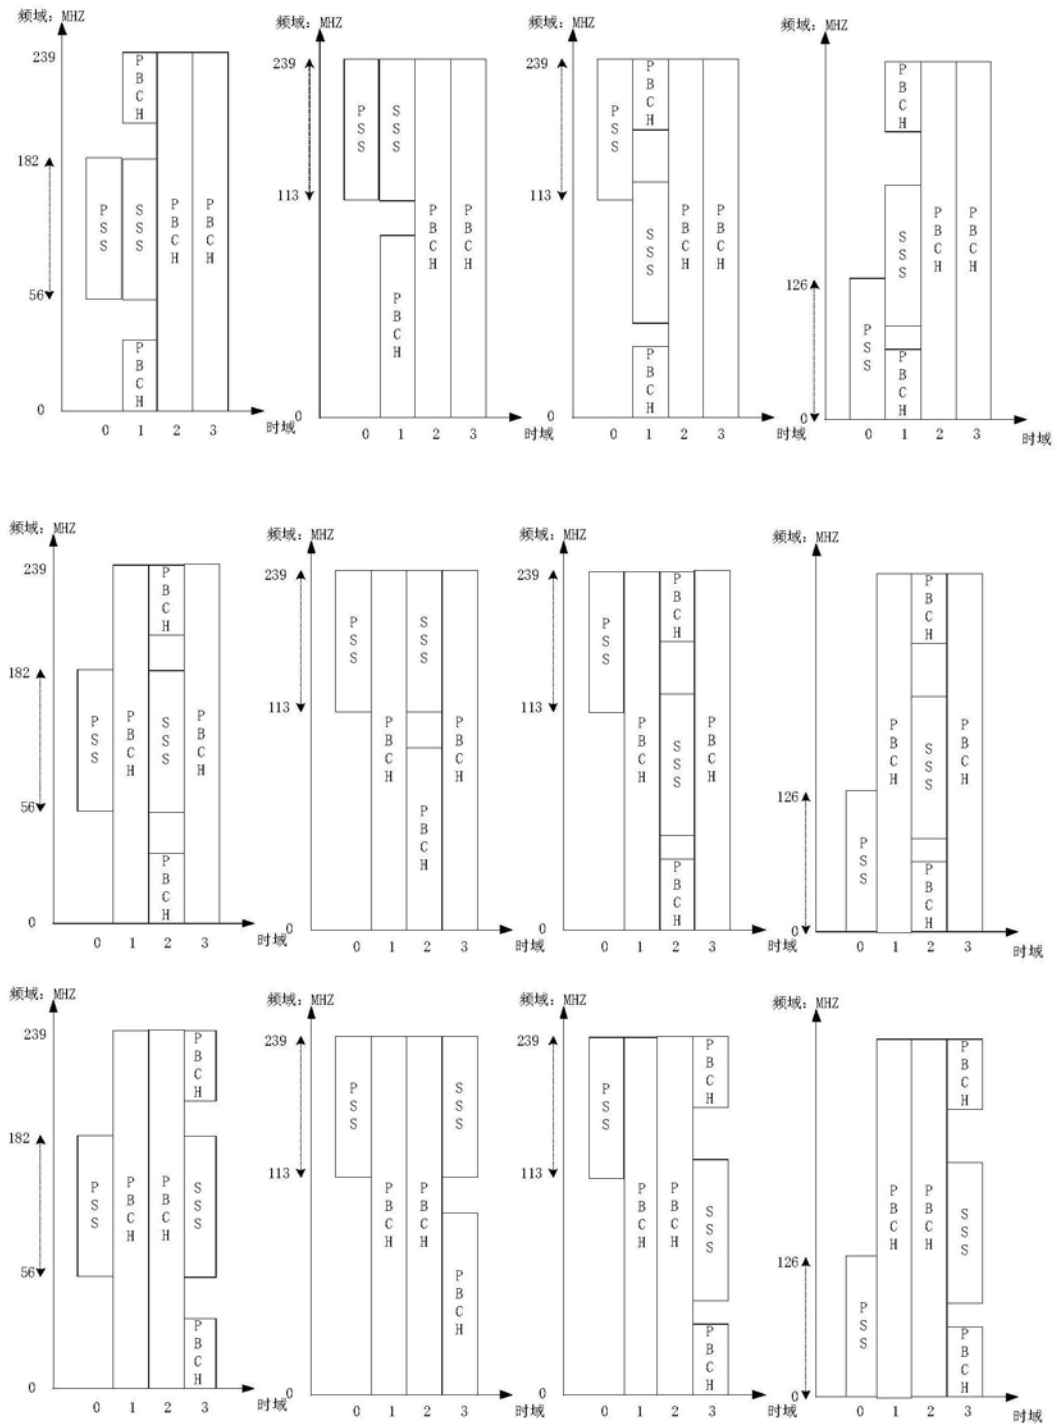 频域：MHZ
239
182
56
0
PBCH
PSS
SSS
PBCH
PBCH
PBCH
0 1 2 3
时域
频域：MHZ
239
113
0
PSS
SSS
PBCH
PBCH
PBCH
0 1 2 3
时域
频域：MHZ
239
113
0
PSS
PBCH
SSS
PBCH
PBCH
PBCH
0 1 2 3
时域
频域：MHZ
126
0
PSS
PBCH
SSS
PBCH
PBCH
PBCH
0 1 2 3
时域
频域：MHZ
239
182
56
0
PSS
PBCH
PBCH
SSS
PBCH
PBCH
0 1 2 3
时域
频域：MHZ
239
113
0
PSS
PBCH
SSS
PBCH
PBCH
0 1 2 3
时域
频域：MHZ
239
113
0
PSS
PBCH
PBCH
SSS
PBCH
PBCH
0 1 2 3
时域
频域：MHZ
126
0
PSS
PBCH
PBCH
SSS
PBCH
PBCH
0 1 2 3
时域
频域：MHZ
239
182
56
0
PSS
PBCH
PBCH
PBCH
SSS
PBCH
0 1 2 3
时域
频域：MHZ
239
113
0
PSS
PBCH
PBCH
SSS
PBCH
0 1 2 3
时域
频域：MHZ
239
113
0
PSS
PBCH
PBCH
PBCH
SSS
PBCH
0 1 2 3
时域
频域：MHZ
126
0
PSS
PBCH
PBCH
PBCH
SSS
PBCH
0 1 2 3
时域